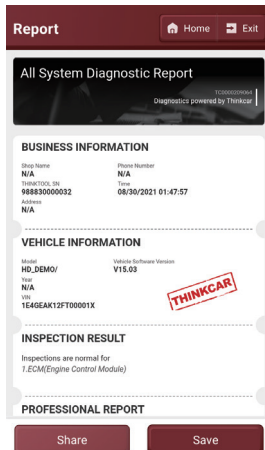 Report
Home
Exit
All System Diagnostic Report
TC0000209064
Diagnostics powered by Thinkcar
BUSINESS INFORMATION
Shop Name
Phone Number
N/A
N/A
THINKTOOL SN
Time
988830000032
08/30/2021 01:47:57
Address
N/A
VEHICLE INFORMATION
Model
Vehicle Software Version
HD_DEMO/
V15.03
Year
N/A
VIN
1E4GEAK12FT00001X
THINKCAR
INSPECTION RESULT
Inspections are normal for
1.ECM(Engine Control Module)
PROFESSIONAL REPORT
Share
Save